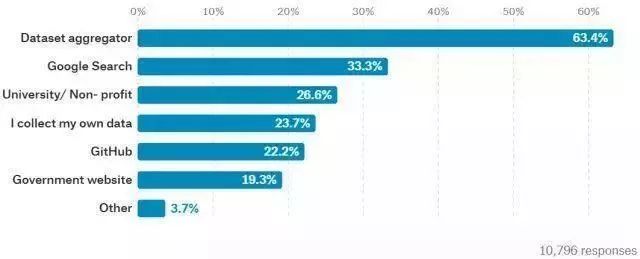 0% 10% 20% 30% 40% 50% 60%
Dataset aggregator 63.4%
Google Search 33.3%
University/ Non- profit 26.6%
I collect my own data 23.7%
GitHub 22.2%
Government website 19.3%
Other 3.7%
10,796 responses